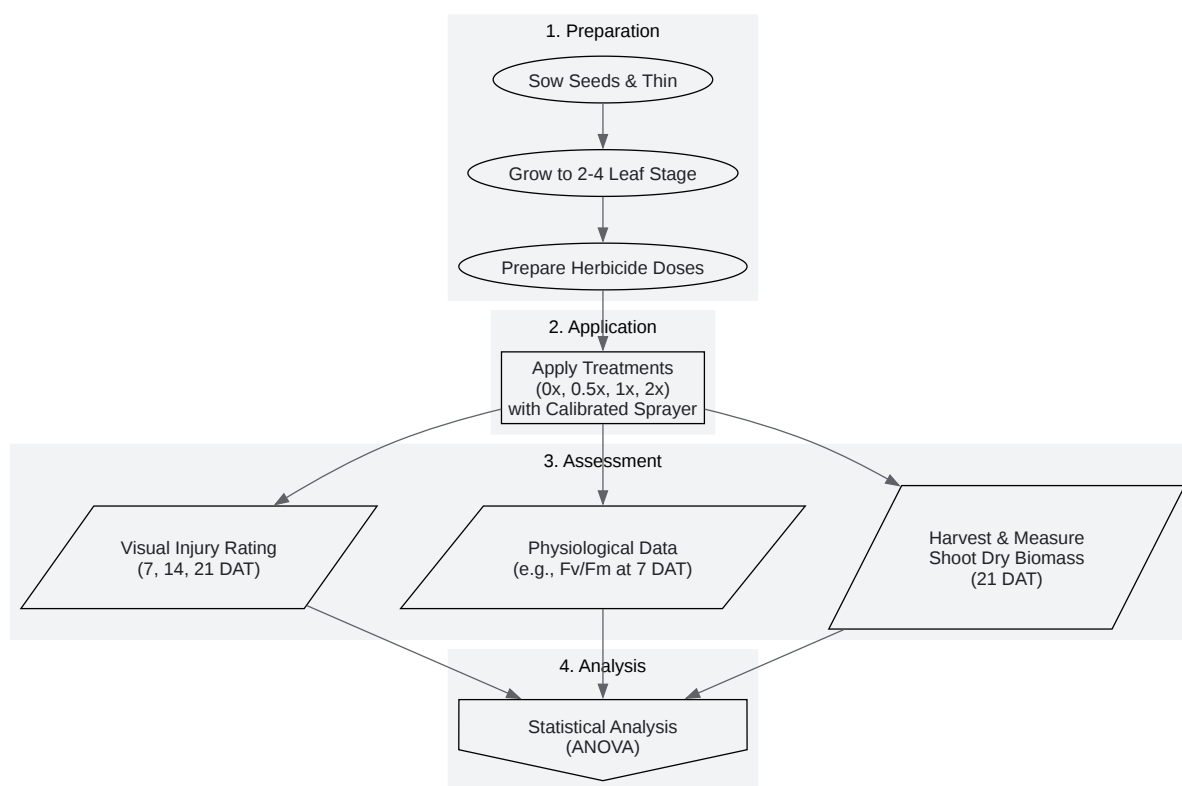 1. Preparation
Sow Seeds & Thin
Grow to 2-4 Leaf Stage
Prepare Herbicide Doses
2. Application
Apply Treatments
(0x, 0.5x, 1x, 2x)
with Calibrated Sprayer
3. Assessment
Visual Injury Rating
(7, 14, 21 DAT)
Physiological Data
(e.g., Fv/Fm at 7 DAT)
Harvest & Measure
Shoot Dry Biomass
(21 DAT)
4. Analysis
Statistical Analysis
(ANOVA)